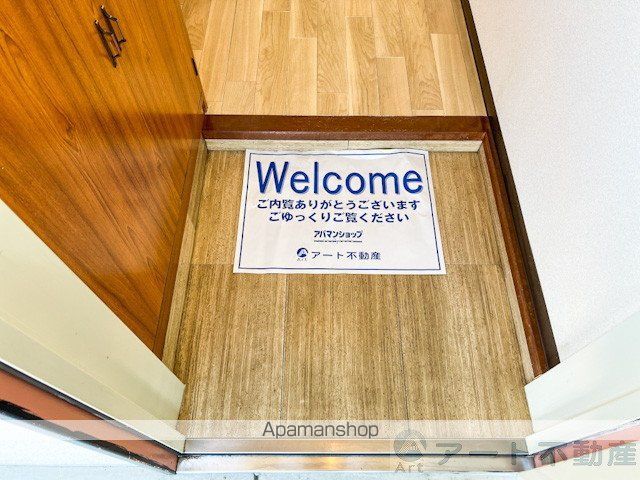 Welcome
ご内覧ありがとうございます
ごゆっくりご覧ください
アパマンショップ
Art アート不動産
Apamanshop
Art アート不動産